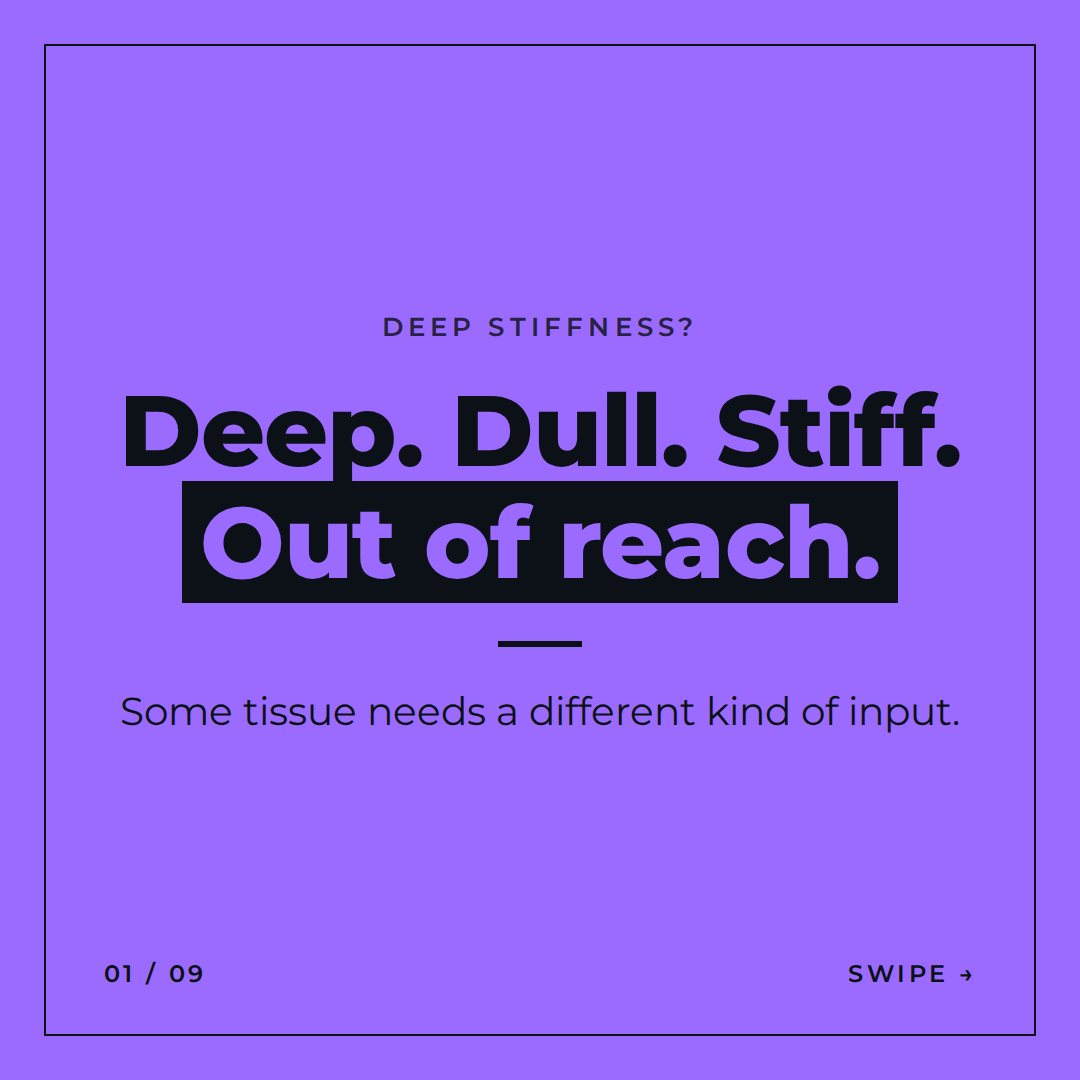 DEEP STIFFNESS?
Deep. Dull. Stiff.
Out of reach.
Some tissue needs a different kind of input.
01 / 09
SWIPE →